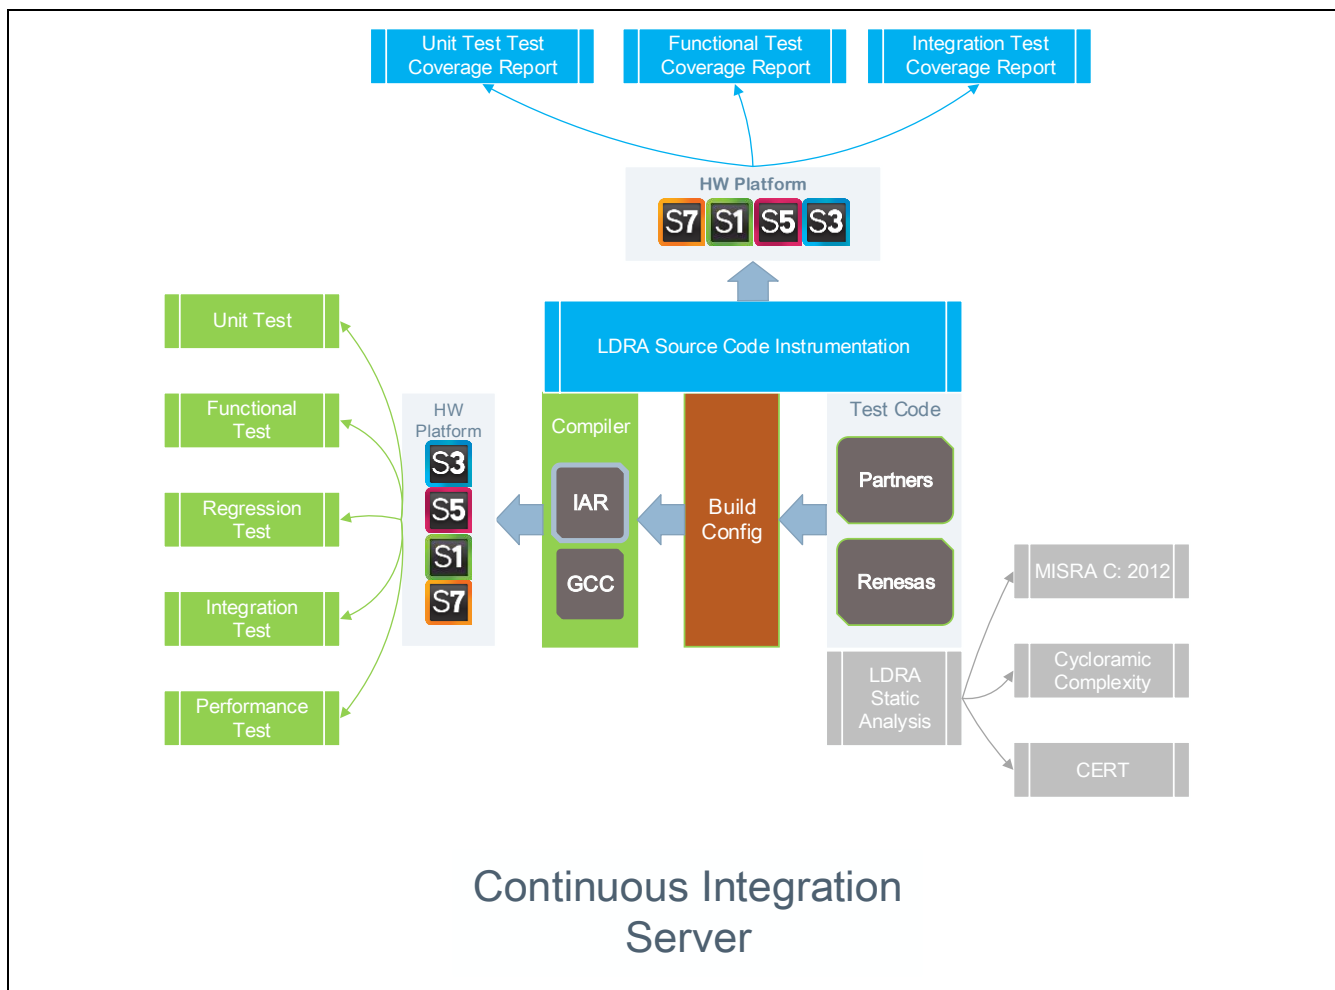 Unit Test Test
Coverage Report
Functional Test
Coverage Report
Integration Test
Coverage Report
HW Platform
S7 S1 S5 S3
LDRA Source Code Instrumentation
Unit Test
Functional
Test
Regression
Test
Integration
Test
Performance
Test
HW
Platform
S3
S5
S1
S7
Compiler
IAR
GCC
Build
Config
Test Code
Partners
Renesas
LDRA
Static
Analysis
MISRA C: 2012
Cycloramic
Complexity
CERT
Continuous Integration
Server